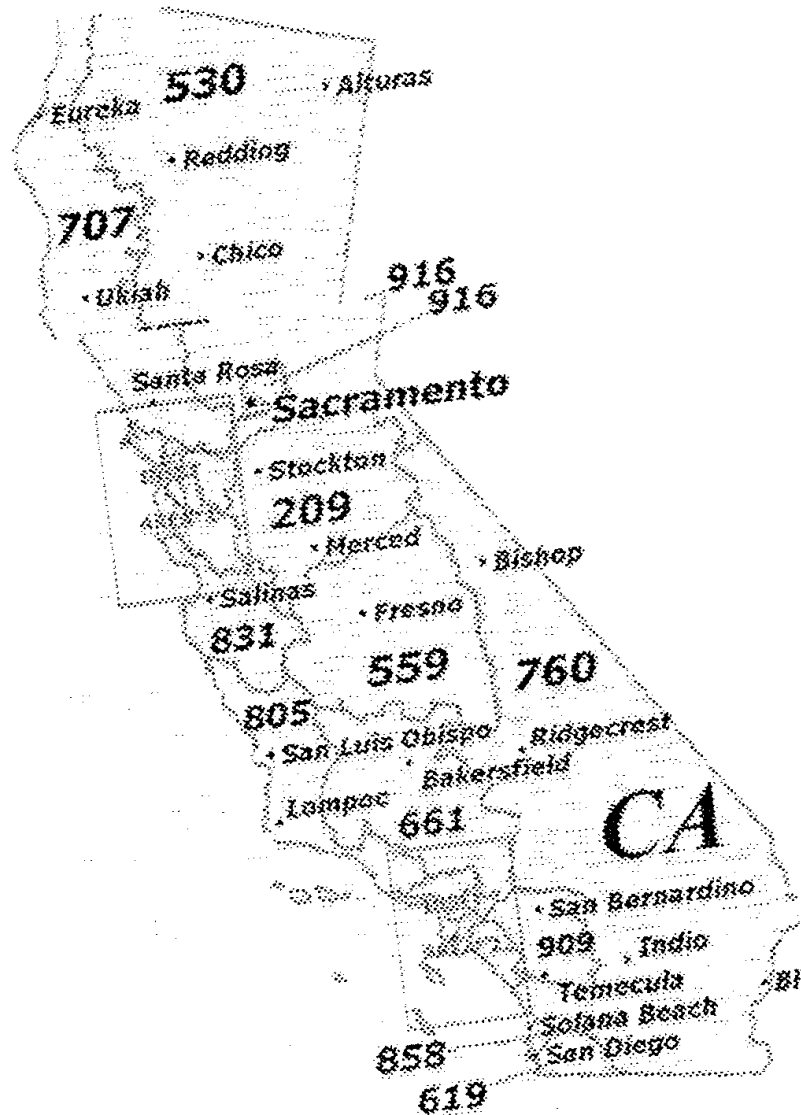 530
Alturas
Eureka
Redding
707
Chico
Ukiah
916
916
Santa Rosa
Sacramento
Stockton
209
Merced
Bishop
Salinas
Fresno
831
559
760
805
San Luis Obispo
Ridgecrest
Bakersfield
Lompoc
661
CA
San Bernardino
909
Indio
Temecula
Bl
Solana Beach
858
San Diego
619